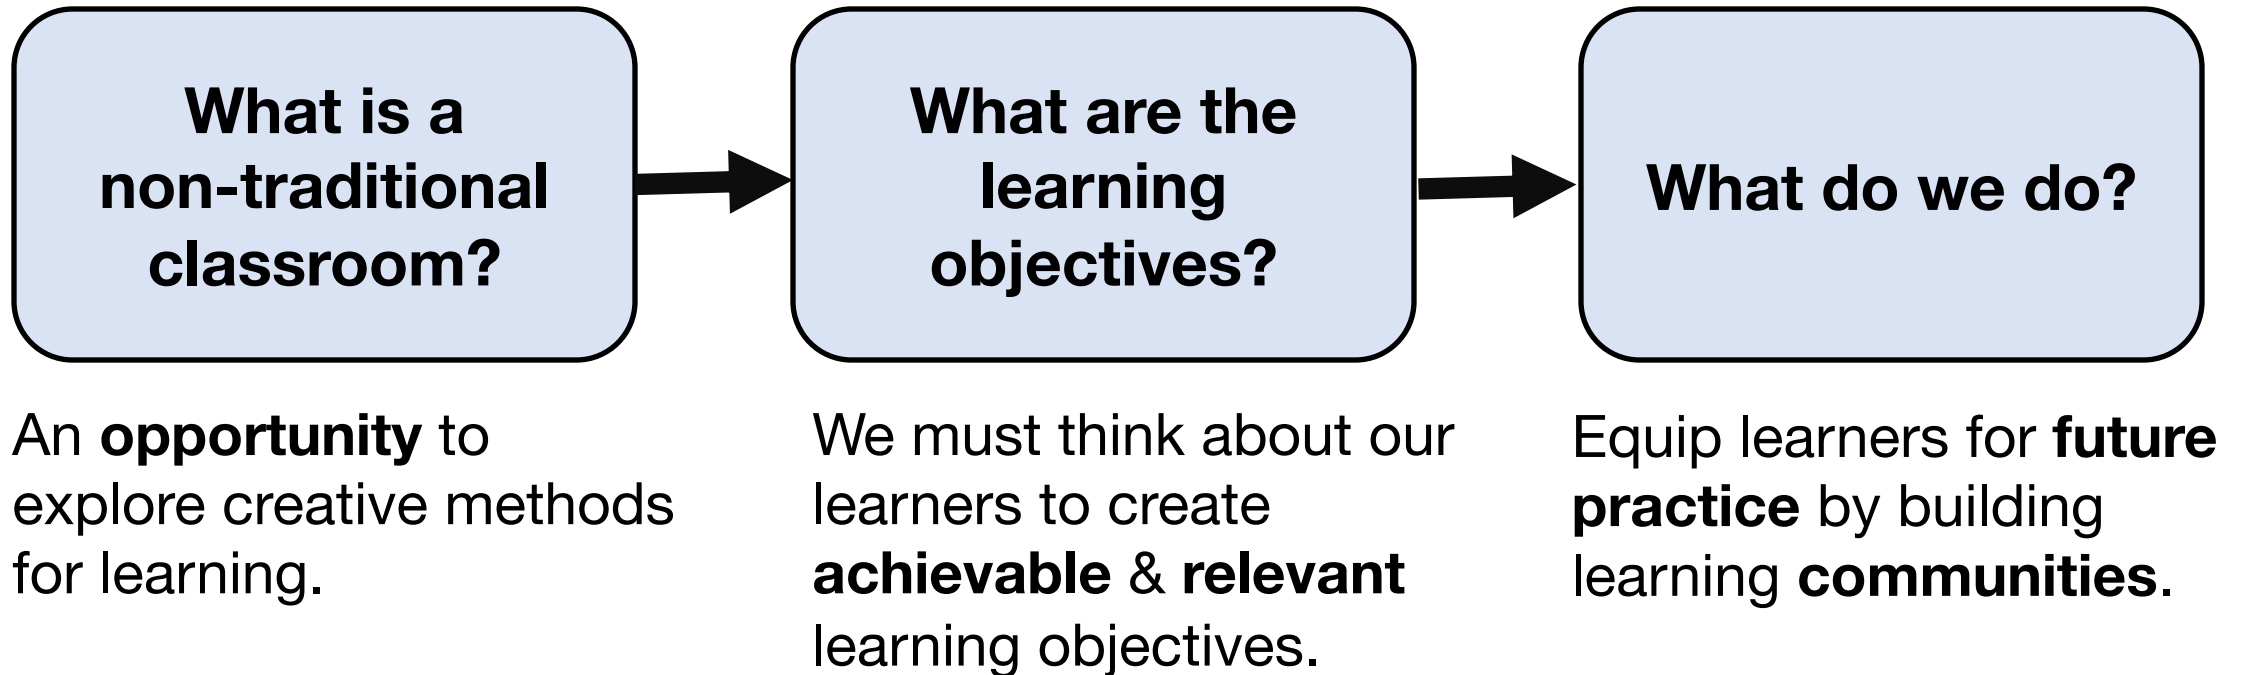 What is a
non-traditional
classroom?
What are the
learning
objectives?
What do we do?
An opportunity to
explore creative methods
for learning.
We must think about our
learners to create
achievable & relevant
learning objectives.
Equip learners for future
practice by building
learning communities.